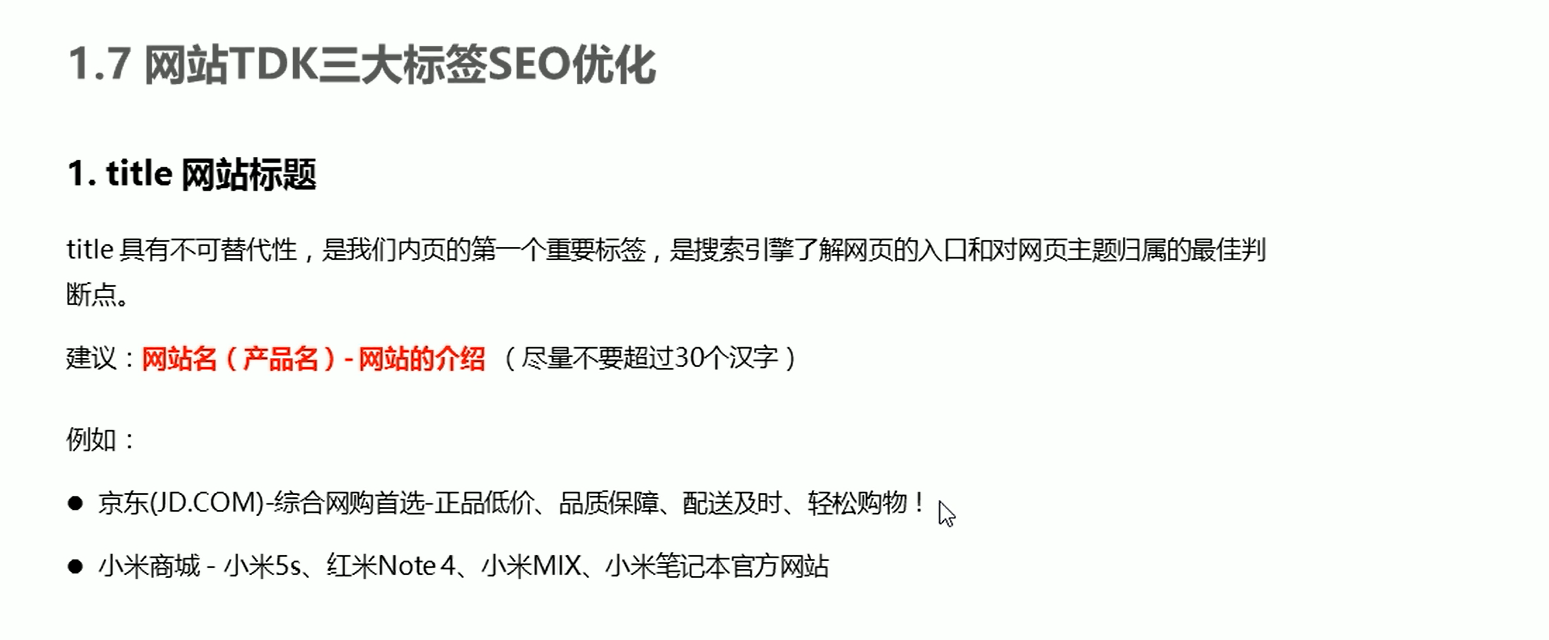 1.7 网站TDK三大标签SEO优化
1. title 网站标题
title 具有不可替代性，是我们内页的第一个重要标签，是搜索引擎了解网页的入口和对网页主题归属的最佳判
断点。
建议：网站名（产品名）- 网站的介绍 （尽量不要超过30个汉字）
例如：
● 京东(JD.COM)-综合网购首选-正品低价、品质保障、配送及时、轻松购物！
● 小米商城 - 小米5s、红米Note 4、小米MIX、小米笔记本官方网站